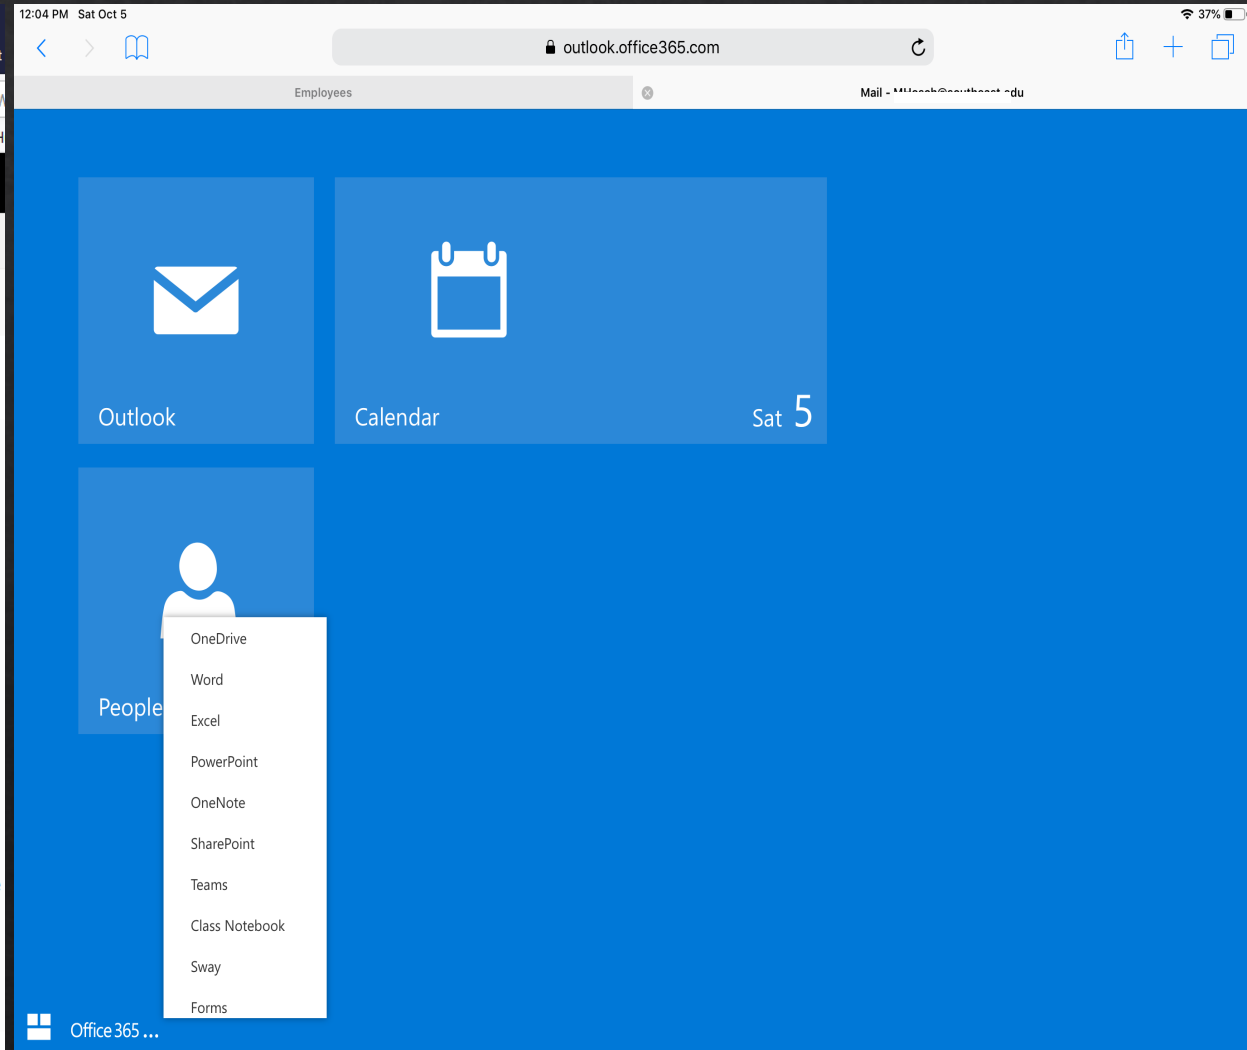 12:04 PM Sat Oct 5
37%
outlook.office365.com
Employees
Mail -
Outlook
Calendar
Sat 5
People
OneDrive
Word
Excel
PowerPoint
OneNote
SharePoint
Teams
Class Notebook
Sway
Forms
Office 365 ...